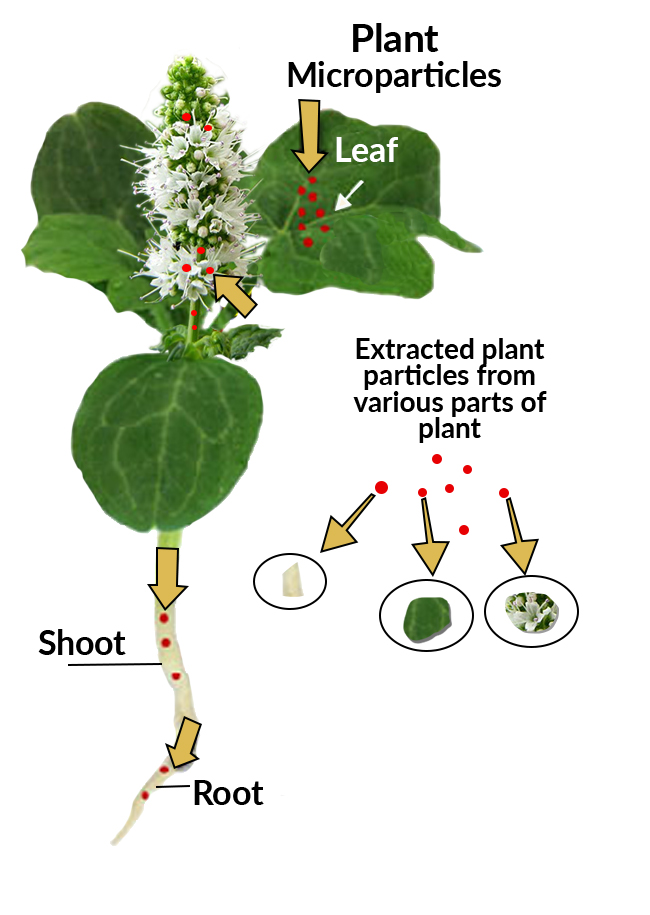 Plant
Microparticles
Leaf
Extracted plant
particles from
various parts of
plant
Shoot
Root